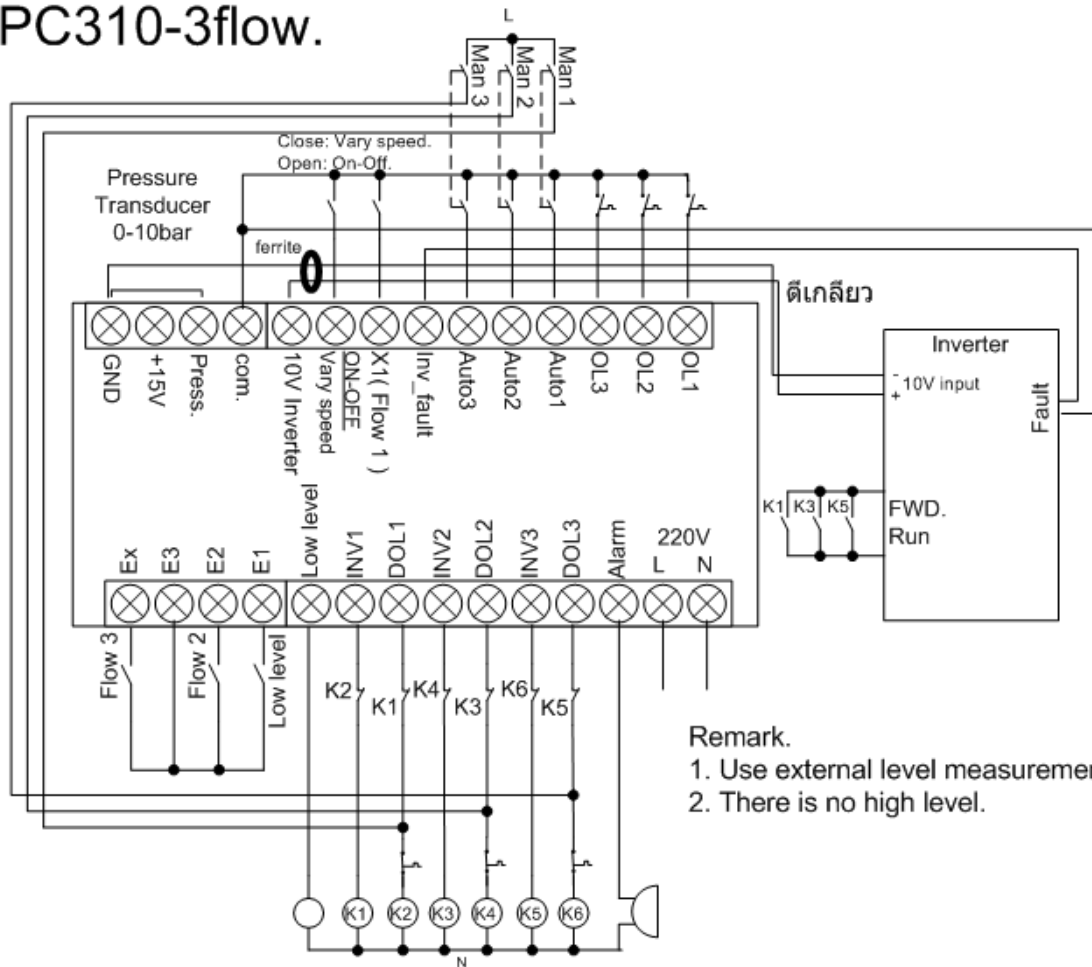 PC310-3flow.
L
Man 3
Man 2
Man 1
Close: Vary speed.
Open: On-Off.
Pressure
Transducer
0-10bar
ferrite
ตีเกลียว
GND
+15V
Press.
com.
10V Inverter
Vary speed
ON-OFF
X1( Flow 1 )
Inv_fault
Auto3
Auto2
Auto1
OL3
OL2
OL1
Inverter
-
10V input
+
Fault
K1
K3
K5
FWD.
Run
Ex
E3
E2
E1
Low level
INV1
DOL1
INV2
DOL2
INV3
DOL3
Alarm
220V
L
N
Flow 3
Flow 2
Low level
K2
K1
K4
K3
K6
K5
Remark.
1. Use external level measuremen
2. There is no high level.
K1
K2
K3
K4
K5
K6
N